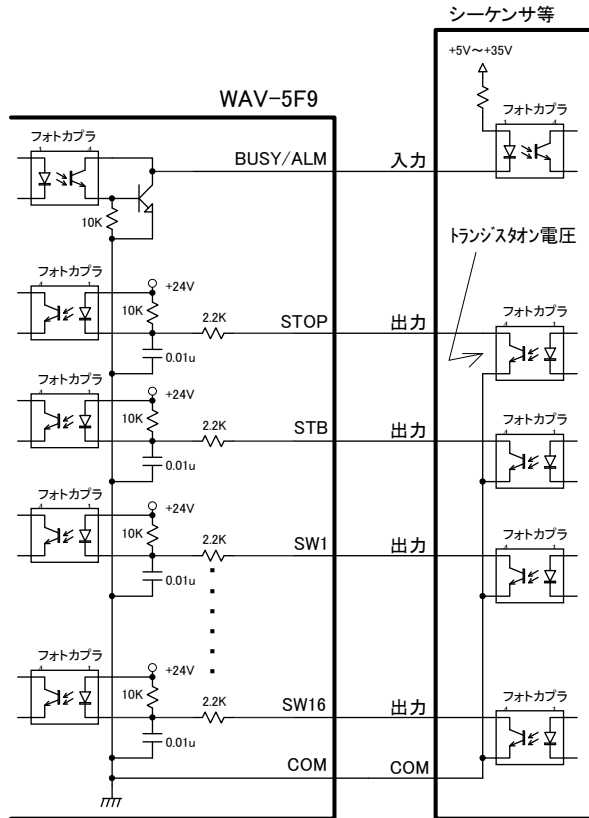 シーケンサ等
+5V～+35V
WAV-5F9
フォトカプラ
フォトカプラ
BUSY/ALM
入力
10K
トランジスタオン電圧
フォトカプラ
+24V
フォトカプラ
10K
2.2K
STOP
出力
0.01u
フォトカプラ
+24V
フォトカプラ
10K
2.2K
STB
出力
0.01u
フォトカプラ
+24V
フォトカプラ
10K
2.2K
SW1
出力
0.01u
フォトカプラ
+24V
フォトカプラ
10K
2.2K
SW16
出力
0.01u
COM
COM